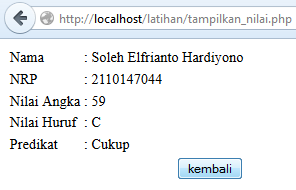 http://localhost/latihan/tampilkan_nilai.php
Nama : Soleh Elfrianto Hardiyono
NRP : 2110147044
Nilai Angka : 59
Nilai Huruf : C
Predikat : Cukup
kembali